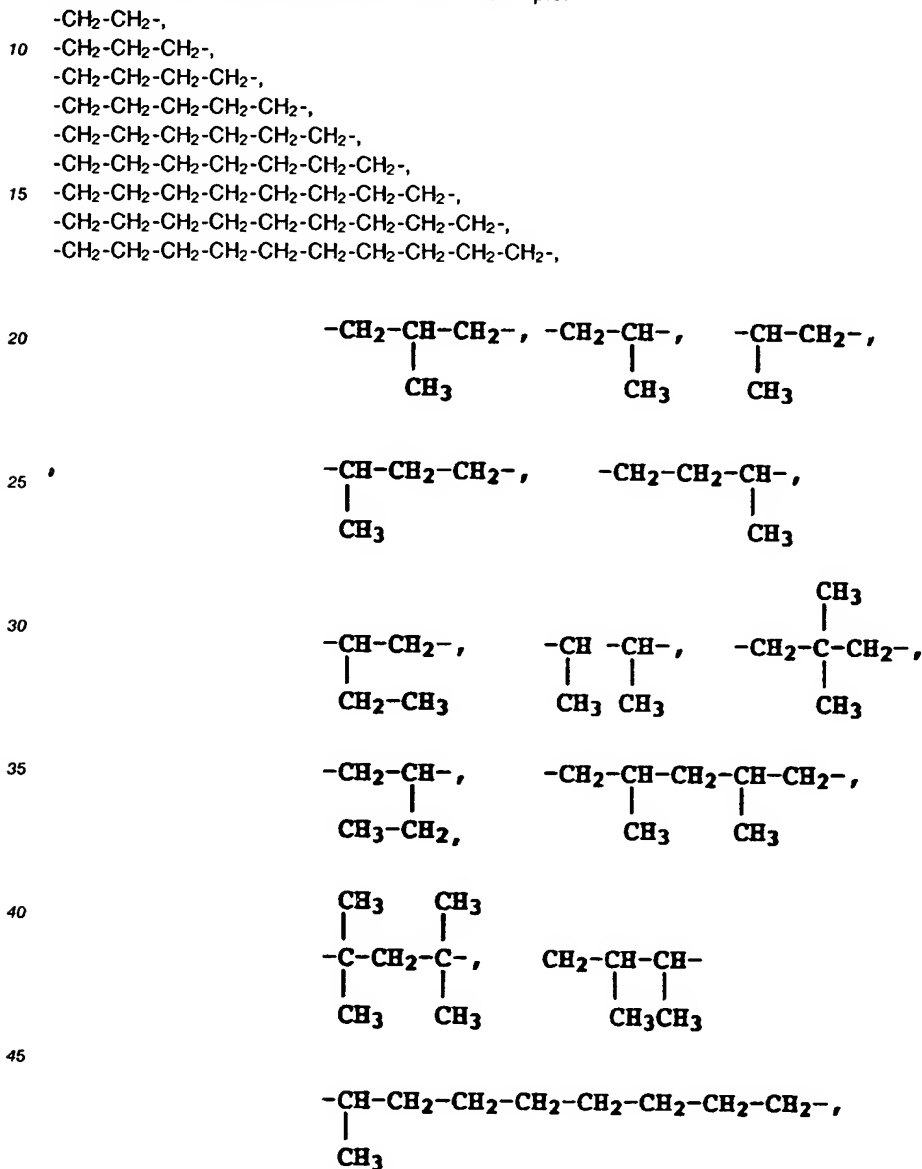 -CH₂-CH₂-,
10 -CH₂-CH₂-CH₂-,
-CH₂-CH₂-CH₂-CH₂-,
-CH₂-CH₂-CH₂-CH₂-CH₂-,
-CH₂-CH₂-CH₂-CH₂-CH₂-CH₂-,
-CH₂-CH₂-CH₂-CH₂-CH₂-CH₂-CH₂-,
15 -CH₂-CH₂-CH₂-CH₂-CH₂-CH₂-CH₂-CH₂-,
-CH₂-CH₂-CH₂-CH₂-CH₂-CH₂-CH₂-CH₂-CH₂-,
-CH₂-CH₂-CH₂-CH₂-CH₂-CH₂-CH₂-CH₂-CH₂-CH₂-,
20 -CH₂-CH-CH₂-, -CH₂-CH-, -CH-CH₂-,
CH₃ CH₃ CH₃
25 -CH-CH₂-CH₂-, -CH₂-CH₂-CH-,
CH₃ CH₃
CH₃
30 -CH-CH₂-, -CH -CH-, -CH₂-C-CH₂-,
CH₂-CH₃ CH₃ CH₃ CH₃
35 -CH₂-CH-, -CH₂-CH-CH₂-CH-CH₂-,
CH₃-CH₂, CH₃ CH₃
40 CH₃ CH₃
-C-CH₂-C-, CH₂-CH-CH-
CH₃ CH₃ CH₃CH₃
45
-CH-CH₂-CH₂-CH₂-CH₂-CH₂-CH₂-CH₂-,
CH₃